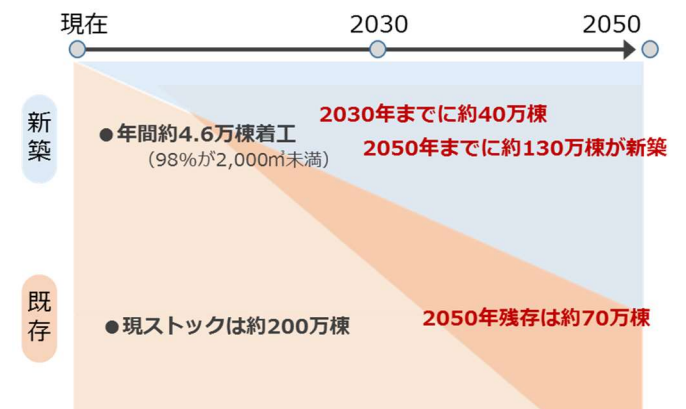 現在
2030
2050
新築
●年間約4.6万棟着工
（98%が2,000㎡未満）
2030年までに約40万棟
2050年までに約130万棟が新築
既存
●現ストックは約200万棟
2050年残存は約70万棟